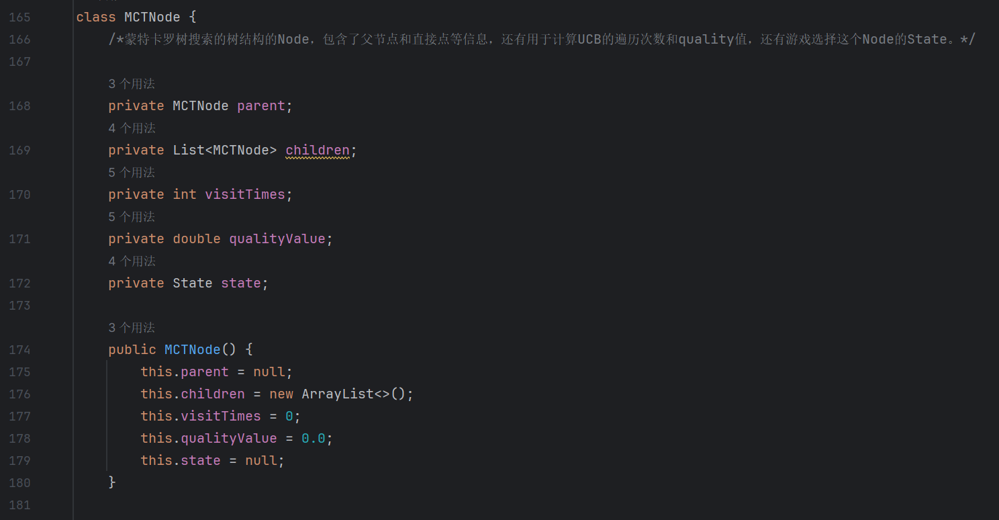 165 class MCTNode {
166 /*蒙特卡罗树搜索的树结构的Node，包含了父节点和直接点等信息，还有用于计算UCB的遍历次数和quality值，还有游戏选择这个Node的State。*/
167
3 个用法
168 private MCTNode parent;
4 个用法
169 private List<MCTNode> children;
5 个用法
170 private int visitTimes;
5 个用法
171 private double qualityValue;
4 个用法
172 private State state;
173
3 个用法
174 public MCTNode() {
175 this.parent = null;
176 this.children = new ArrayList<>();
177 this.visitTimes = 0;
178 this.qualityValue = 0.0;
179 this.state = null;
180 }
181